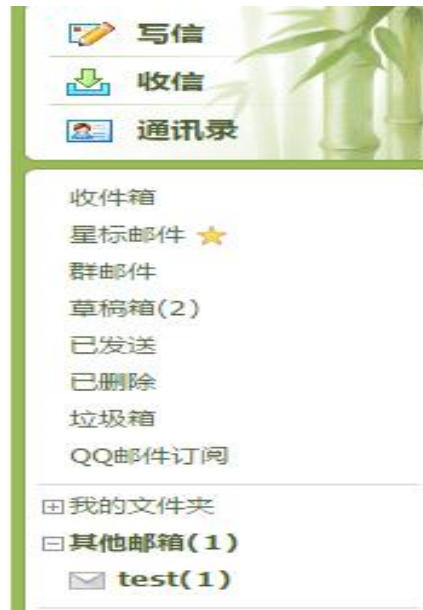 写信
收信
通讯录
收件箱
星标邮件
群邮件
草稿箱(2)
已发送
已删除
垃圾箱
QQ邮件订阅
我的文件夹
其他邮箱(1)
test(1)